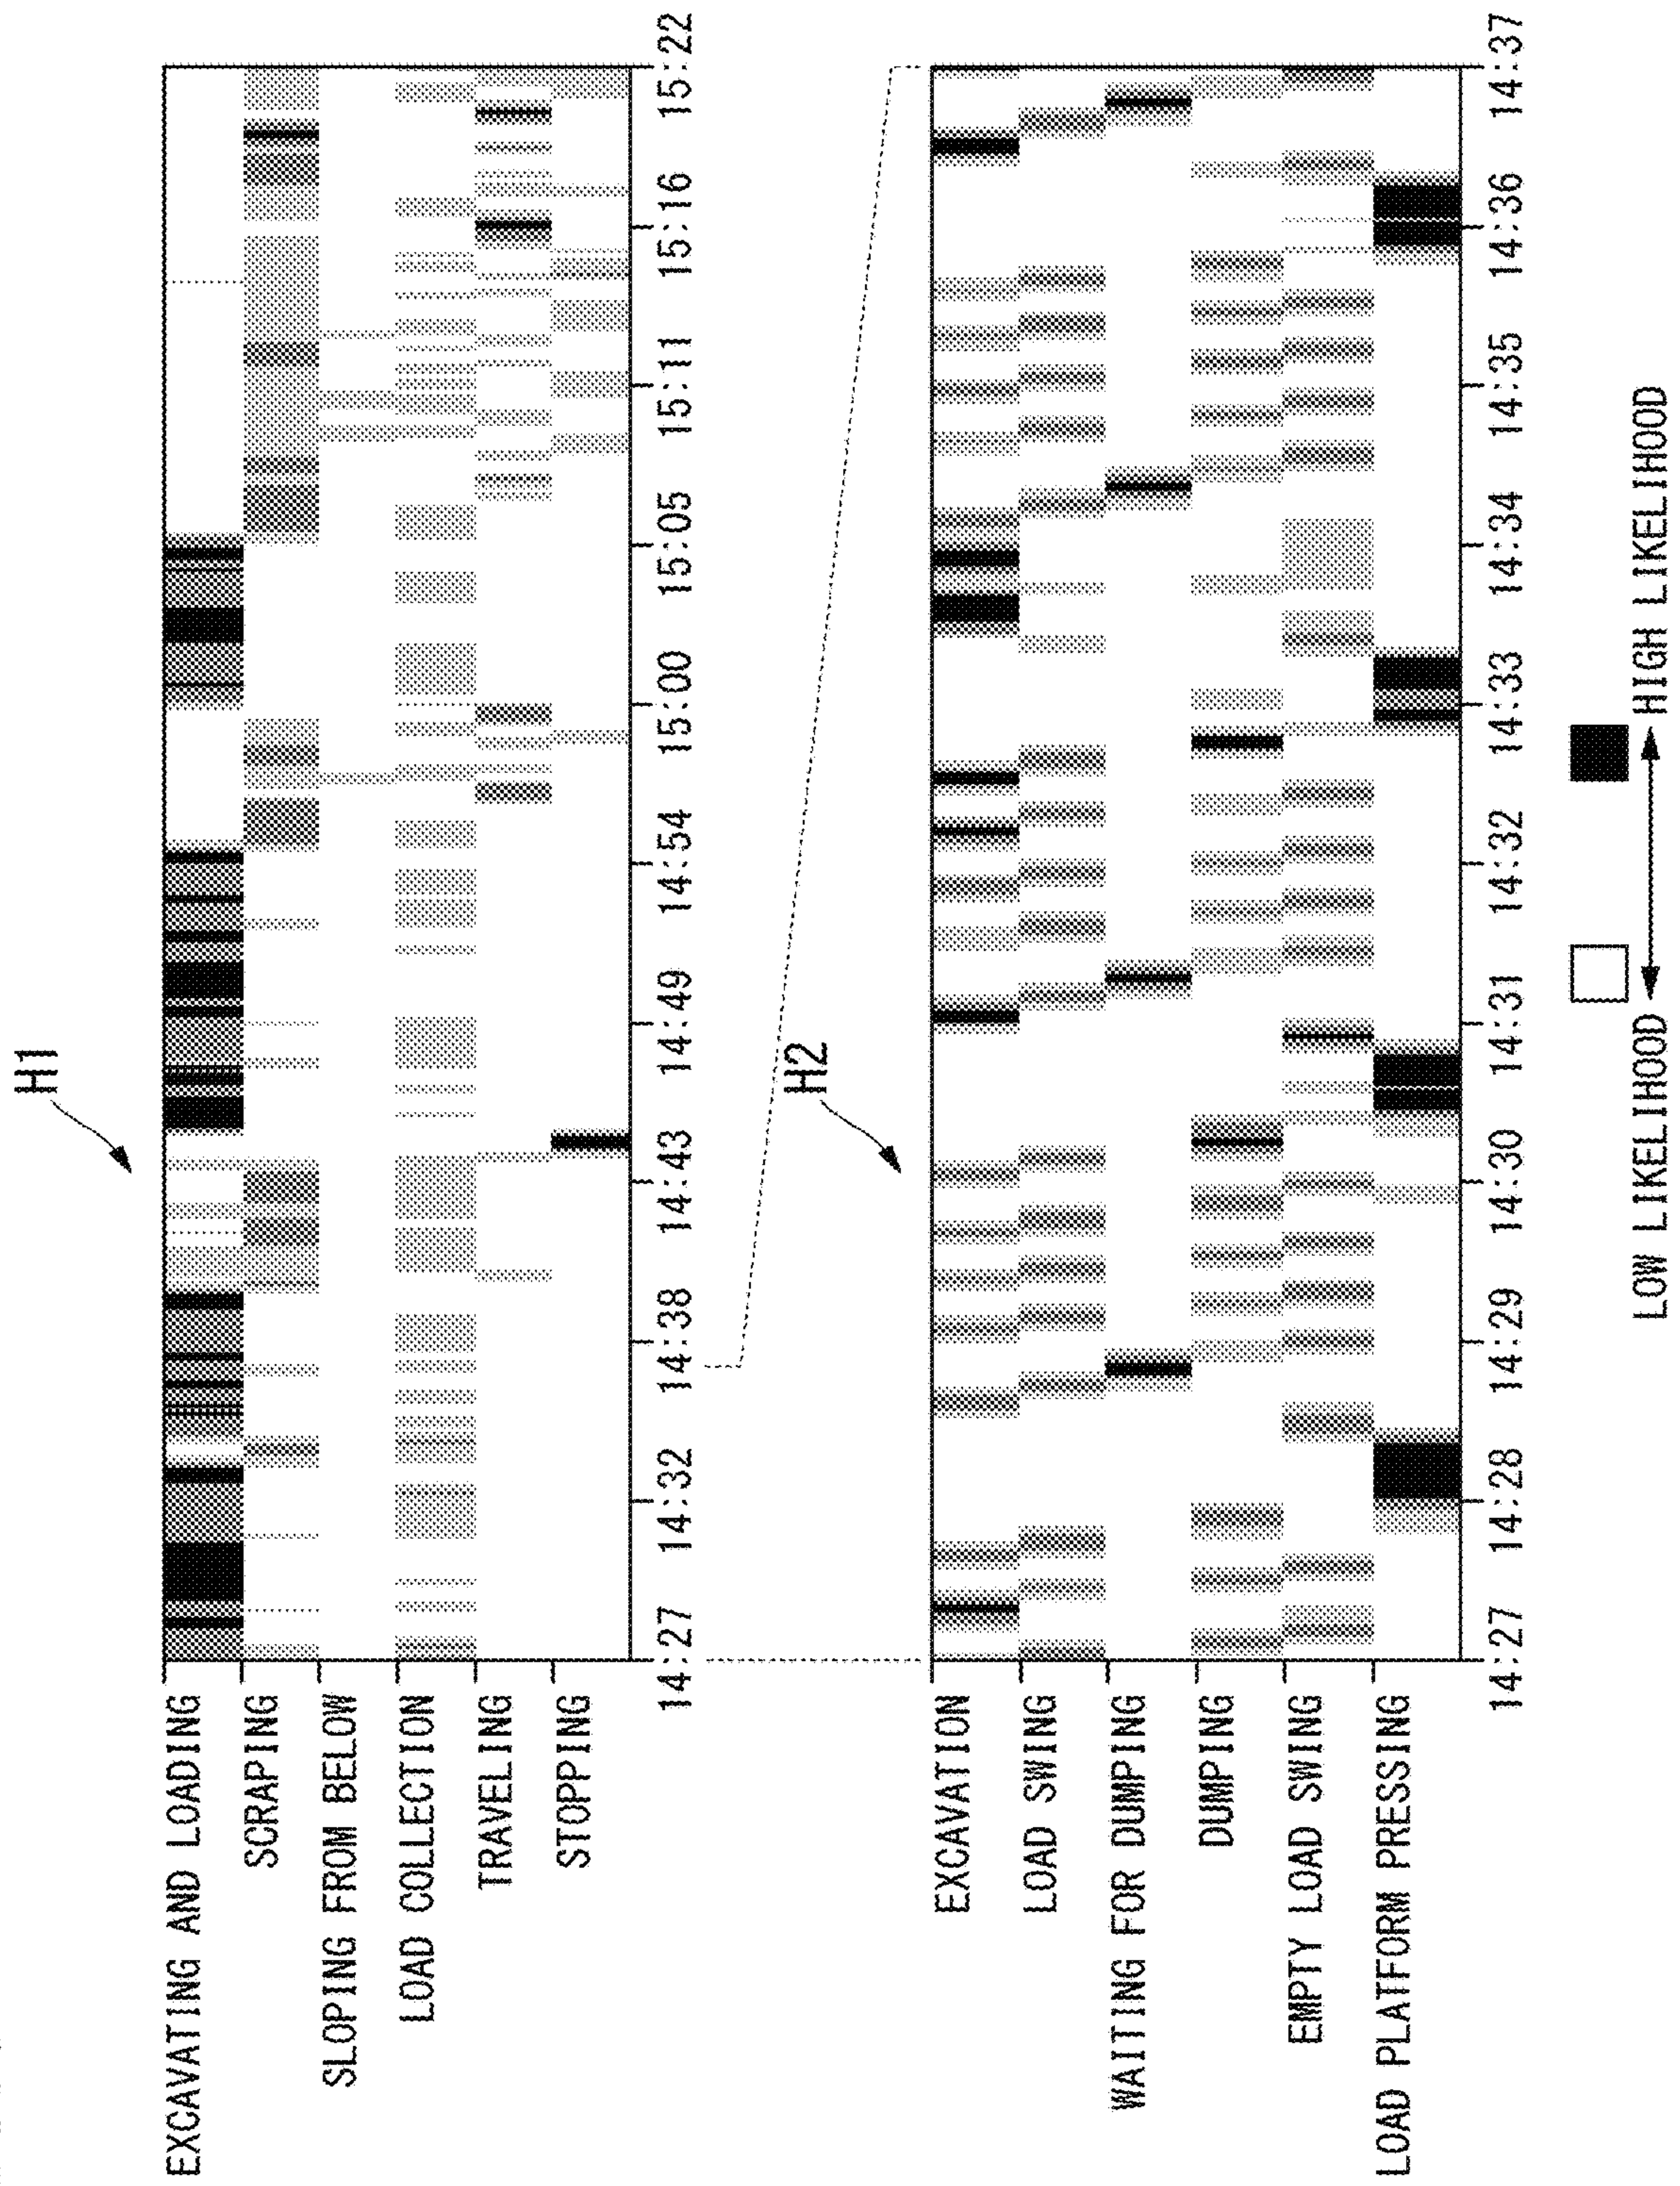 H1
EXCAVATING AND LOADING
SCRAPING
SLOPING FROM BELOW
LOAD COLLECTION
TRAVELING
STOPPING
14:27 14:32 14:38 14:43 14:49 14:54 15:00 15:05 15:11 15:16 15:22
H2
EXCAVATION
LOAD SWING
WAITING FOR DUMPING
DUMPING
EMPTY LOAD SWING
LOAD PLATFORM PRESSING
14:27 14:28 14:29 14:30 14:31 14:32 14:33 14:34 14:35 14:36 14:37
LOW LIKELIHOOD HIGH LIKELIHOOD